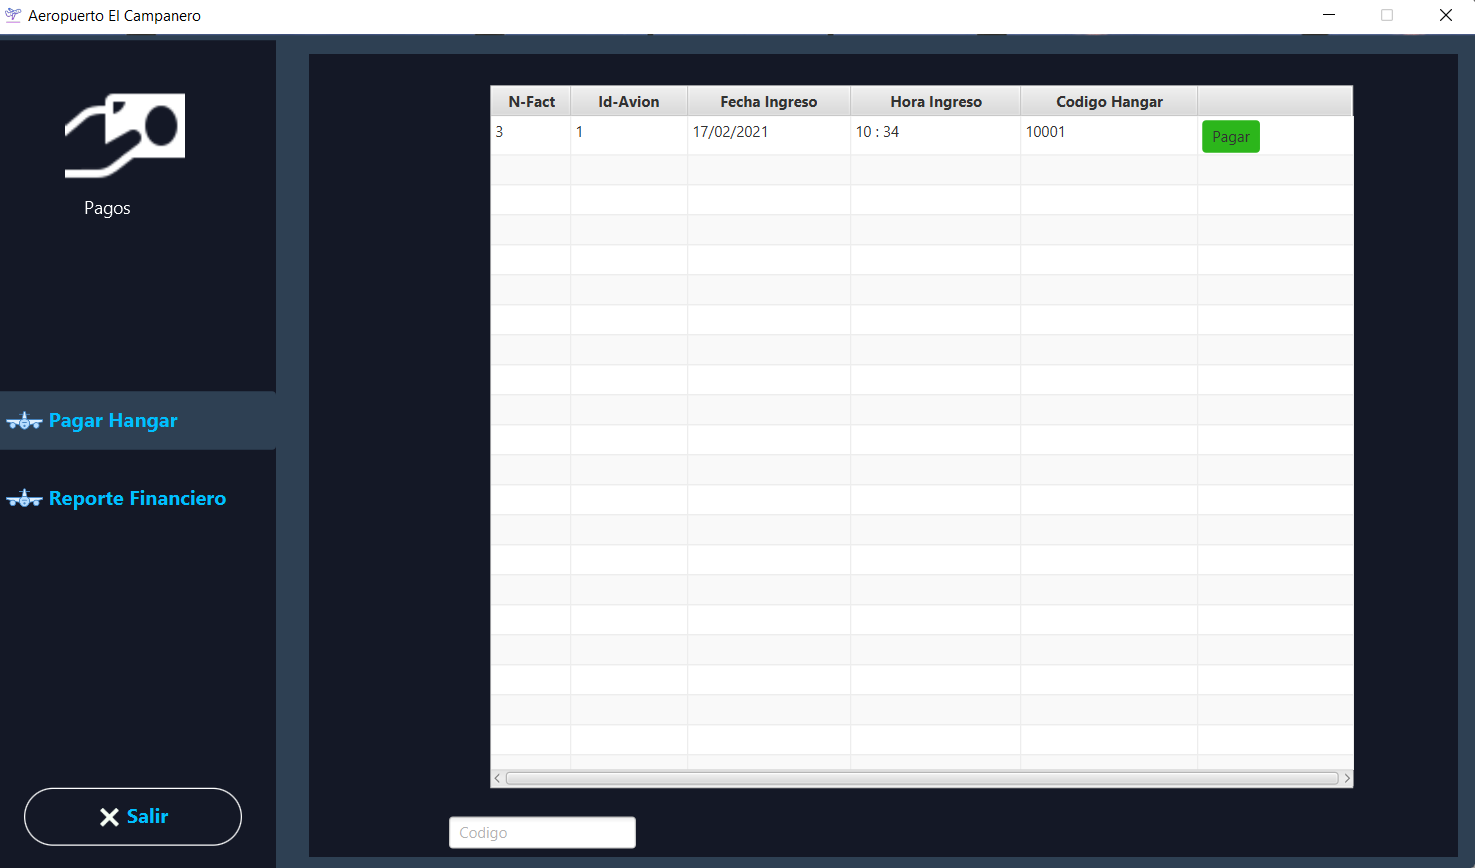 Aeropuerto El Campanero
Pagos
Pagar Hangar
Reporte Financiero
Salir
N-Fact Id-Avion Fecha Ingreso Hora Ingreso Codigo Hangar
3 1 17/02/2021 10 : 34 10001 Pagar
Codigo